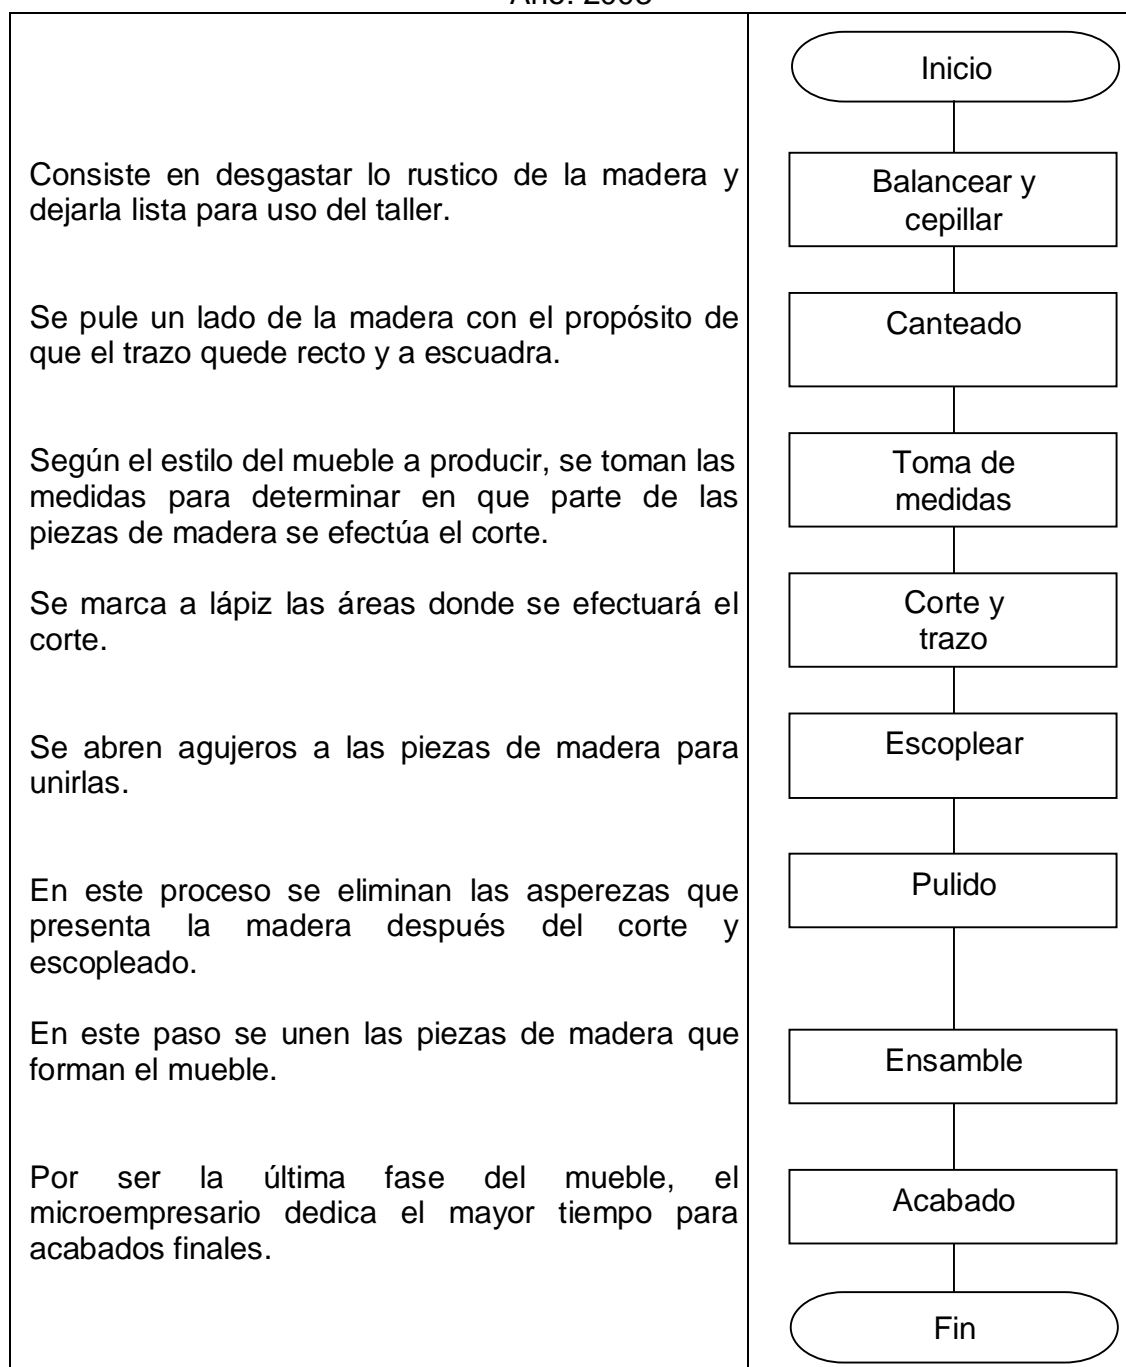 Inicio
Consiste en desgastar lo rustico de la madera y
dejarla lista para uso del taller.
Balancear y
cepillar
Se pule un lado de la madera con el propósito de
que el trazo quede recto y a escuadra.
Canteado
Según el estilo del mueble a producir, se toman las
medidas para determinar en que parte de las
piezas de madera se efectúa el corte.
Toma de
medidas
Se marca a lápiz las áreas donde se efectuará el
corte.
Corte y
trazo
Se abren agujeros a las piezas de madera para
unirlas.
Escoplear
En este proceso se eliminan las asperezas que
presenta la madera después del corte y
escopleado.
Pulido
En este paso se unen las piezas de madera que
forman el mueble.
Ensamble
Por ser la última fase del mueble, el
microempresario dedica el mayor tiempo para
acabados finales.
Acabado
Fin